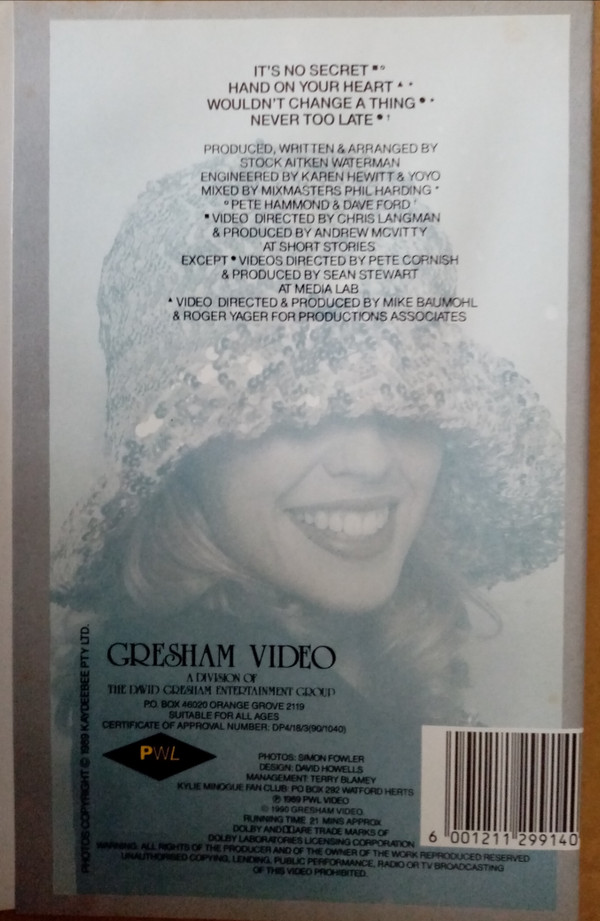 IT'S NO SECRET ■°
HAND ON YOUR HEART ▲ *
WOULDN'T CHANGE A THING ● *
NEVER TOO LATE ● †
PRODUCED, WRITTEN & ARRANGED BY
STOCK AITKEN WATERMAN
ENGINEERED BY KAREN HEWITT & YOYO
MIXED BY MIXMASTERS PHIL HARDING *
° PETE HAMMOND & DAVE FORD †
■ VIDEO DIRECTED BY CHRIS LANGMAN
& PRODUCED BY ANDREW MCVITTY
AT SHORT STORIES
EXCEPT ● VIDEOS DIRECTED BY PETE CORNISH
& PRODUCED BY SEAN STEWART
AT MEDIA LAB
▲ VIDEO DIRECTED & PRODUCED BY MIKE BAUMOHL
& ROGER YAGER FOR PRODUCTIONS ASSOCIATES
PHOTOS COPYRIGHT © 1989 KAYDEEBEE PTY LTD.
GRESHAM VIDEO
A DIVISION OF
THE DAVID GRESHAM ENTERTAINMENT GROUP
P.O. BOX 46020 ORANGE GROVE 2119
SUITABLE FOR ALL AGES
CERTIFICATE OF APPROVAL NUMBER: DP4/16/3(90/1040)
PWL
PHOTOS: SIMON FOWLER
DESIGN: DAVID HOWELLS
MANAGEMENT: TERRY BLAMEY
KYLIE MINOGUE FAN CLUB: PO BOX 292 WATFORD HERTS
℗ 1989 PWL VIDEO
© 1990 GRESHAM VIDEO.
RUNNING TIME 21 MINS APPROX
DOLBY AND ARE TRADE MARKS OF
DOLBY LABORATORIES LICENSING CORPORATION
WARNING: ALL RIGHTS OF THE PRODUCER AND OF THE OWNER OF THE WORK REPRODUCED RESERVED
UNAUTHORISED COPYING, LENDING, PUBLIC PERFORMANCE, RADIO OR TV BROADCASTING
OF THIS VIDEO PROHIBITED.
6 001211 299140